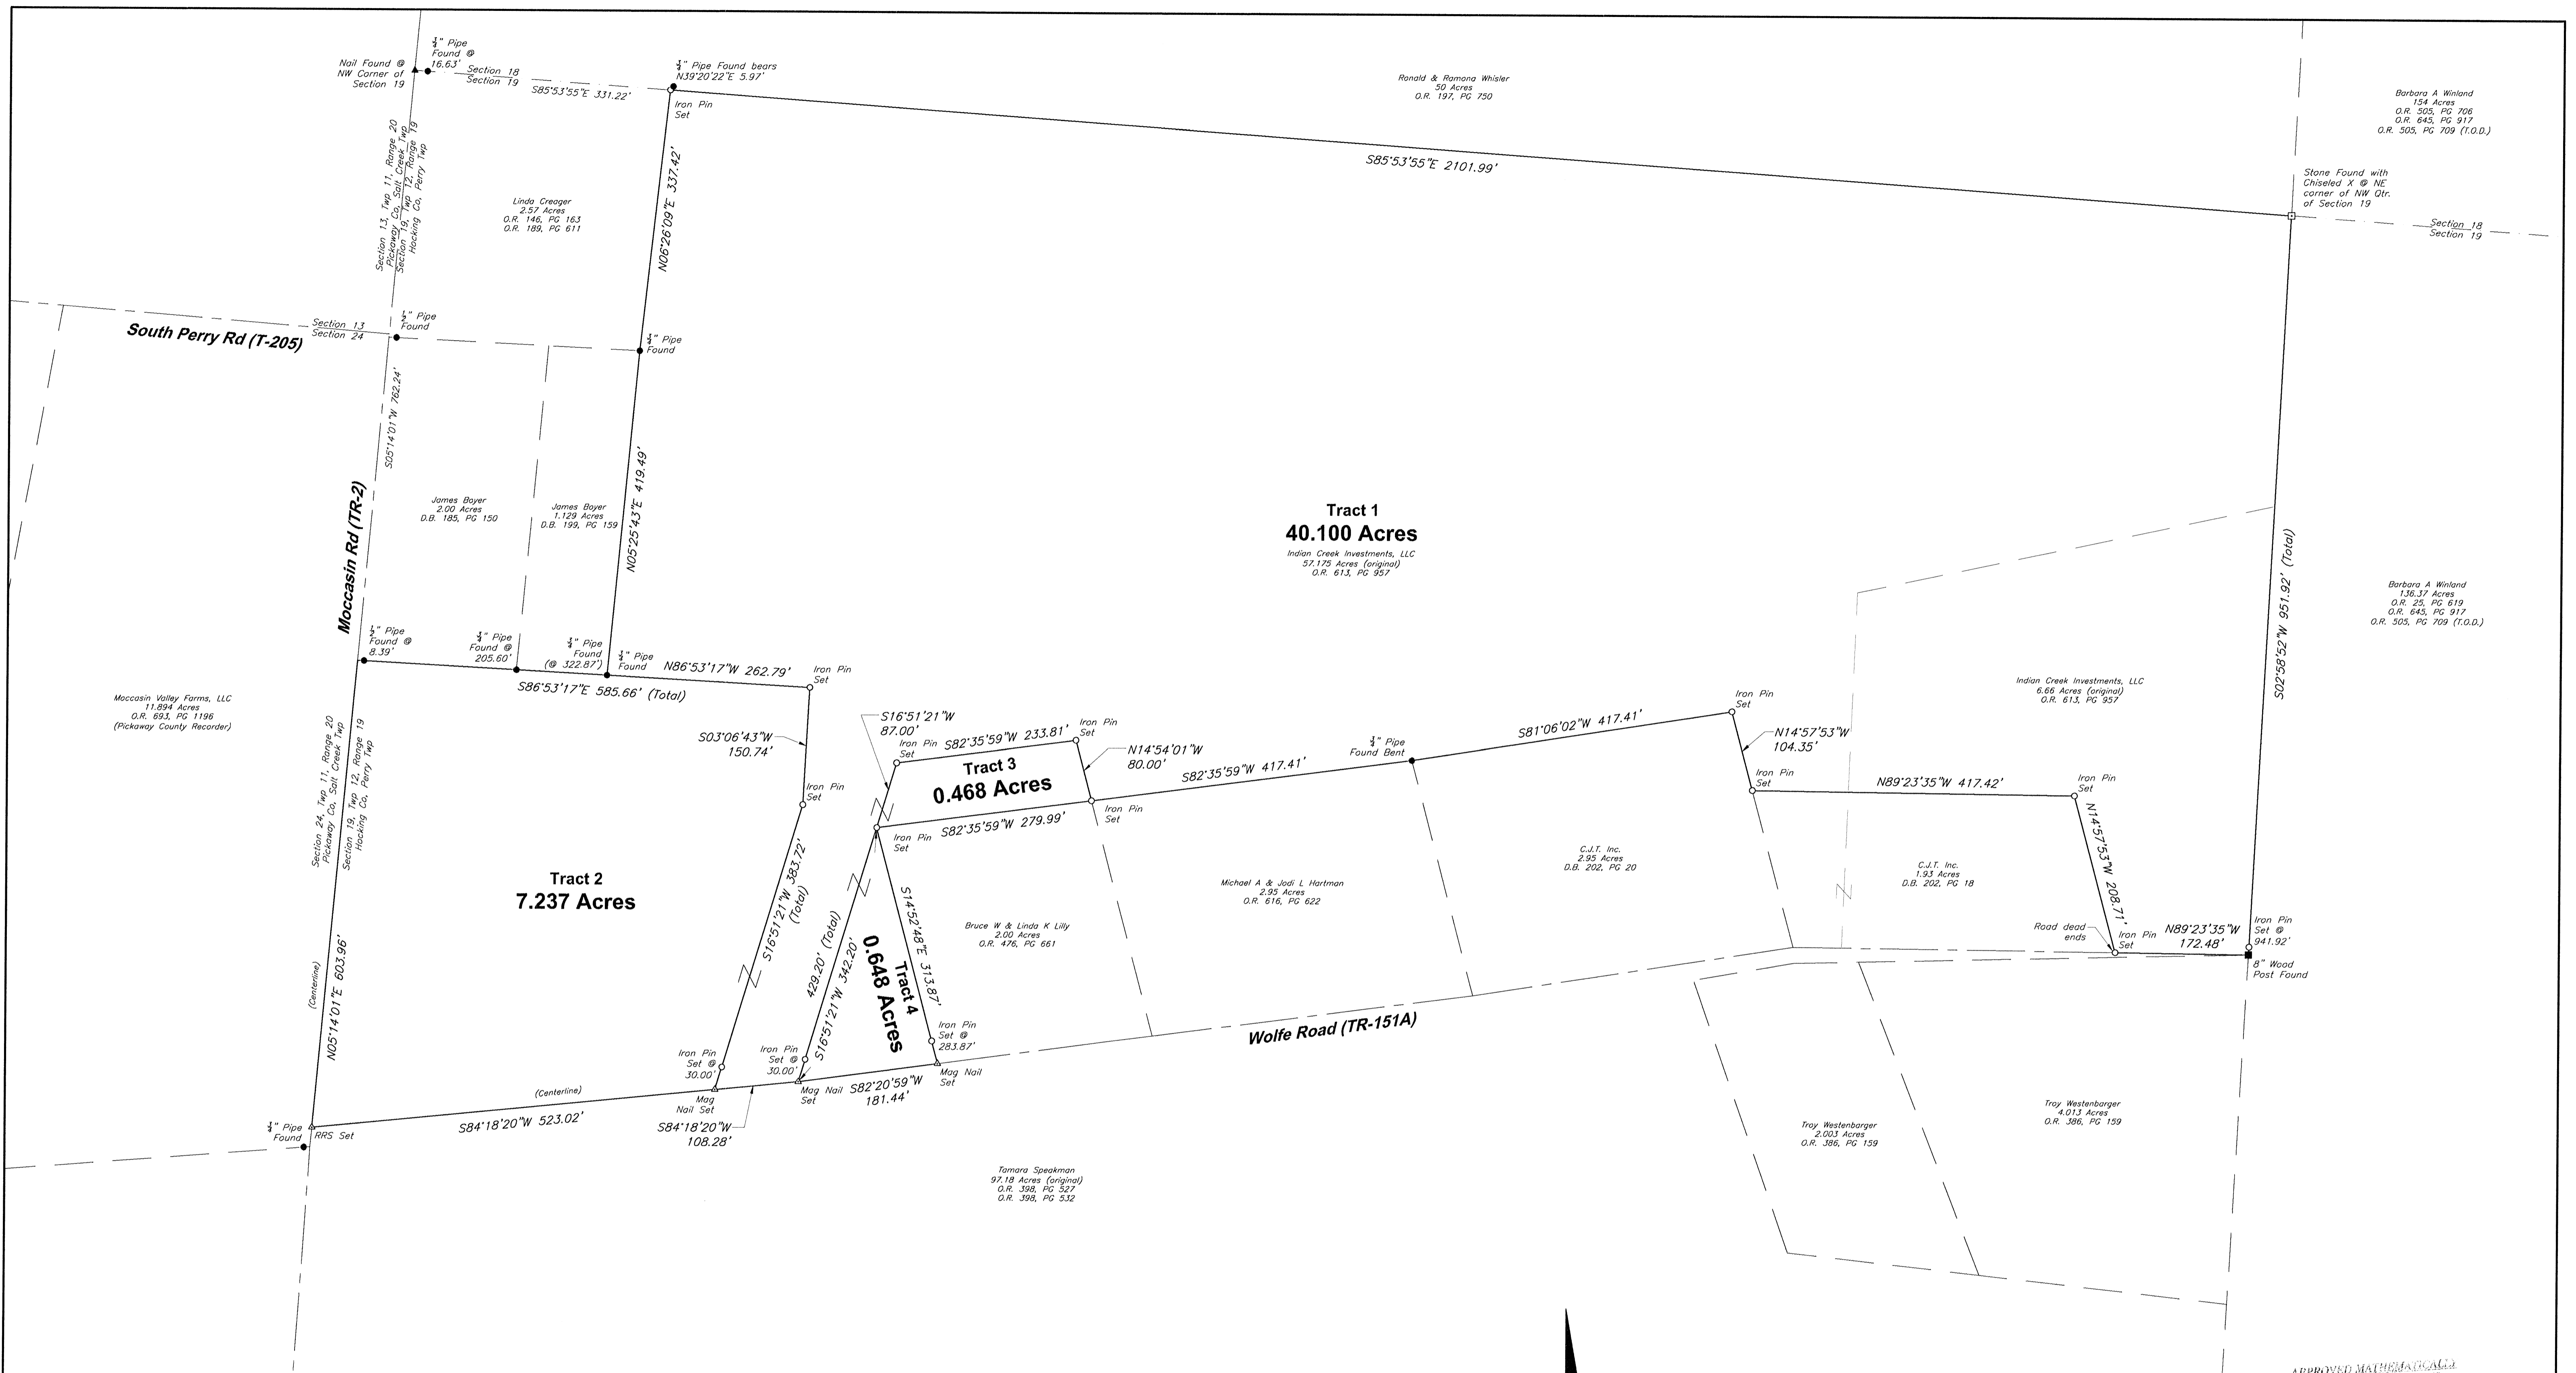 ¾" Pipe
Found @
16.63'
Nail Found @
NW Corner of
Section 19
Section 18
Section 19
S85°53'55"E 331.22'
¾" Pipe Found bears
N39°20'22"E 5.97'
Iron Pin
Set
Ronald & Ramona Whisler
50 Acres
O.R. 197, PG 750
Barbara A Winland
154 Acres
O.R. 505, PG 706
O.R. 645, PG 917
O.R. 505, PG 709 (T.O.D.)
S85°53'55"E 2101.99'
Stone Found with
Chiseled X @ NE
corner of NW Qtr.
of Section 19
Section 18
Section 19
Section 13, Twp 11, Range 20
Pickaway Co, Salt Creek Twp
Section 19, Twp 12, Range 19
Hocking Co, Perry Twp
Linda Creager
2.57 Acres
O.R. 146, PG 163
O.R. 189, PG 611
N06°26'09"E 337.42'
South Perry Rd (T-205)
Section 13
Section 24
½" Pipe
Found
¾" Pipe
Found
S05°14'01"W 762.24'
Moccasin Rd (TR-2)
James Boyer
2.00 Acres
D.B. 185, PG 150
James Boyer
1.129 Acres
D.B. 199, PG 159
N05°25'43"E 419.49'
Tract 1
40.100 Acres
Indian Creek Investments, LLC
57.175 Acres (original)
O.R. 613, PG 957
S02°58'52"W 951.92' (Total)
Barbara A Winland
136.37 Acres
O.R. 25, PG 619
O.R. 645, PG 917
O.R. 505, PG 709 (T.O.D.)
½" Pipe
Found @
8.39'
¾" Pipe
Found @
205.60'
Pipe
Found
(@ 322.87')
¾" Pipe
Found
N86°53'17"W 262.79'
Iron Pin
Set
S86°53'17"E 585.66' (Total)
Moccasin Valley Farms, LLC
11.894 Acres
O.R. 693, PG 1196
(Pickaway County Recorder)
Section 24, Twp 11, Range 20
Pickaway Co, Salt Creek Twp
Section 19, Twp 12, Range 19
Hocking Co, Perry Twp
S03°06'43"W
150.74'
Iron Pin
Set
S16°51'21"W
87.00'
Iron Pin
Set
S82°35'59"W 233.81'
Iron Pin
Set
N14°54'01"W
80.00'
Tract 3
0.468 Acres
S82°35'59"W 417.41'
¾" Pipe
Found Bent
S81°06'02"W 417.41'
Iron Pin
Set
N14°57'53"W
104.35'
Iron Pin
Set
Indian Creek Investments, LLC
6.66 Acres (original)
O.R. 613, PG 957
N89°23'35"W 417.42'
Iron Pin
Set
N14°57'53"W 208.71'
Iron Pin
Set
S82°35'59"W 279.99'
Iron Pin
Set
Tract 2
7.237 Acres
S16°51'21"W 383.72'
(Total)
429.20' (Total)
S16°51'21"W 342.20'
S14°52'48"E 313.87'
Tract 4
0.648 Acres
Bruce W & Linda K Lilly
2.00 Acres
O.R. 476, PG 661
Michael A & Jodi L Hartman
2.95 Acres
O.R. 616, PG 622
C.J.T. Inc.
2.95 Acres
D.B. 202, PG 20
C.J.T. Inc.
1.93 Acres
D.B. 202, PG 18
Road dead
ends
Iron Pin
Set
N89°23'35"W
172.48'
Iron Pin
Set @
941.92'
8" Wood
Post Found
N05°14'01"E 603.96'
(Centerline)
Iron Pin
Set @
30.00'
Iron Pin
Set @
30.00'
Iron Pin
Set @
283.87'
Mag Nail
Set
Wolfe Road (TR-151A)
(Centerline)
S84°18'20"W 523.02'
Mag
Nail Set
S84°18'20"W
108.28'
Mag Nail
Set
S82°20'59"W
181.44'
¾" Pipe
Found
RRS Set
Tamara Speakman
97.18 Acres (original)
O.R. 398, PG 527
O.R. 398, PG 532
Troy Westenbarger
2.003 Acres
O.R. 386, PG 159
Troy Westenbarger
4.013 Acres
O.R. 386, PG 159
APPROVED MATHEMATICALLY